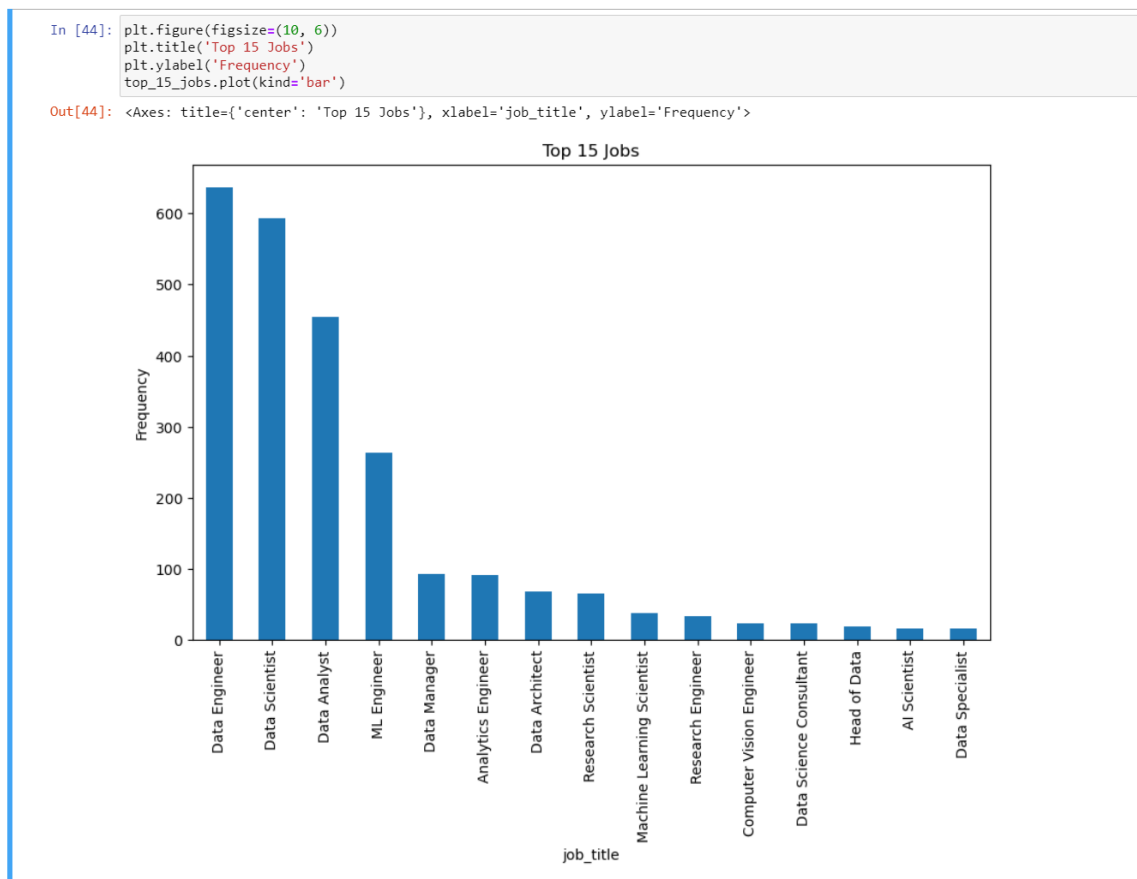 In [44]: plt.figure(figsize=(10, 6))
plt.title('Top 15 Jobs')
plt.ylabel('Frequency')
top_15_jobs.plot(kind='bar')
Out[44]: <Axes: title={'center': 'Top 15 Jobs'}, xlabel='job_title', ylabel='Frequency'>
Top 15 Jobs
600
500
400
300
200
100
0
Frequency
Data Engineer
Data Scientist
Data Analyst
ML Engineer
Data Manager
Analytics Engineer
Data Architect
Research Scientist
Machine Learning Scientist
Research Engineer
Computer Vision Engineer
Data Science Consultant
Head of Data
AI Scientist
Data Specialist
job_title